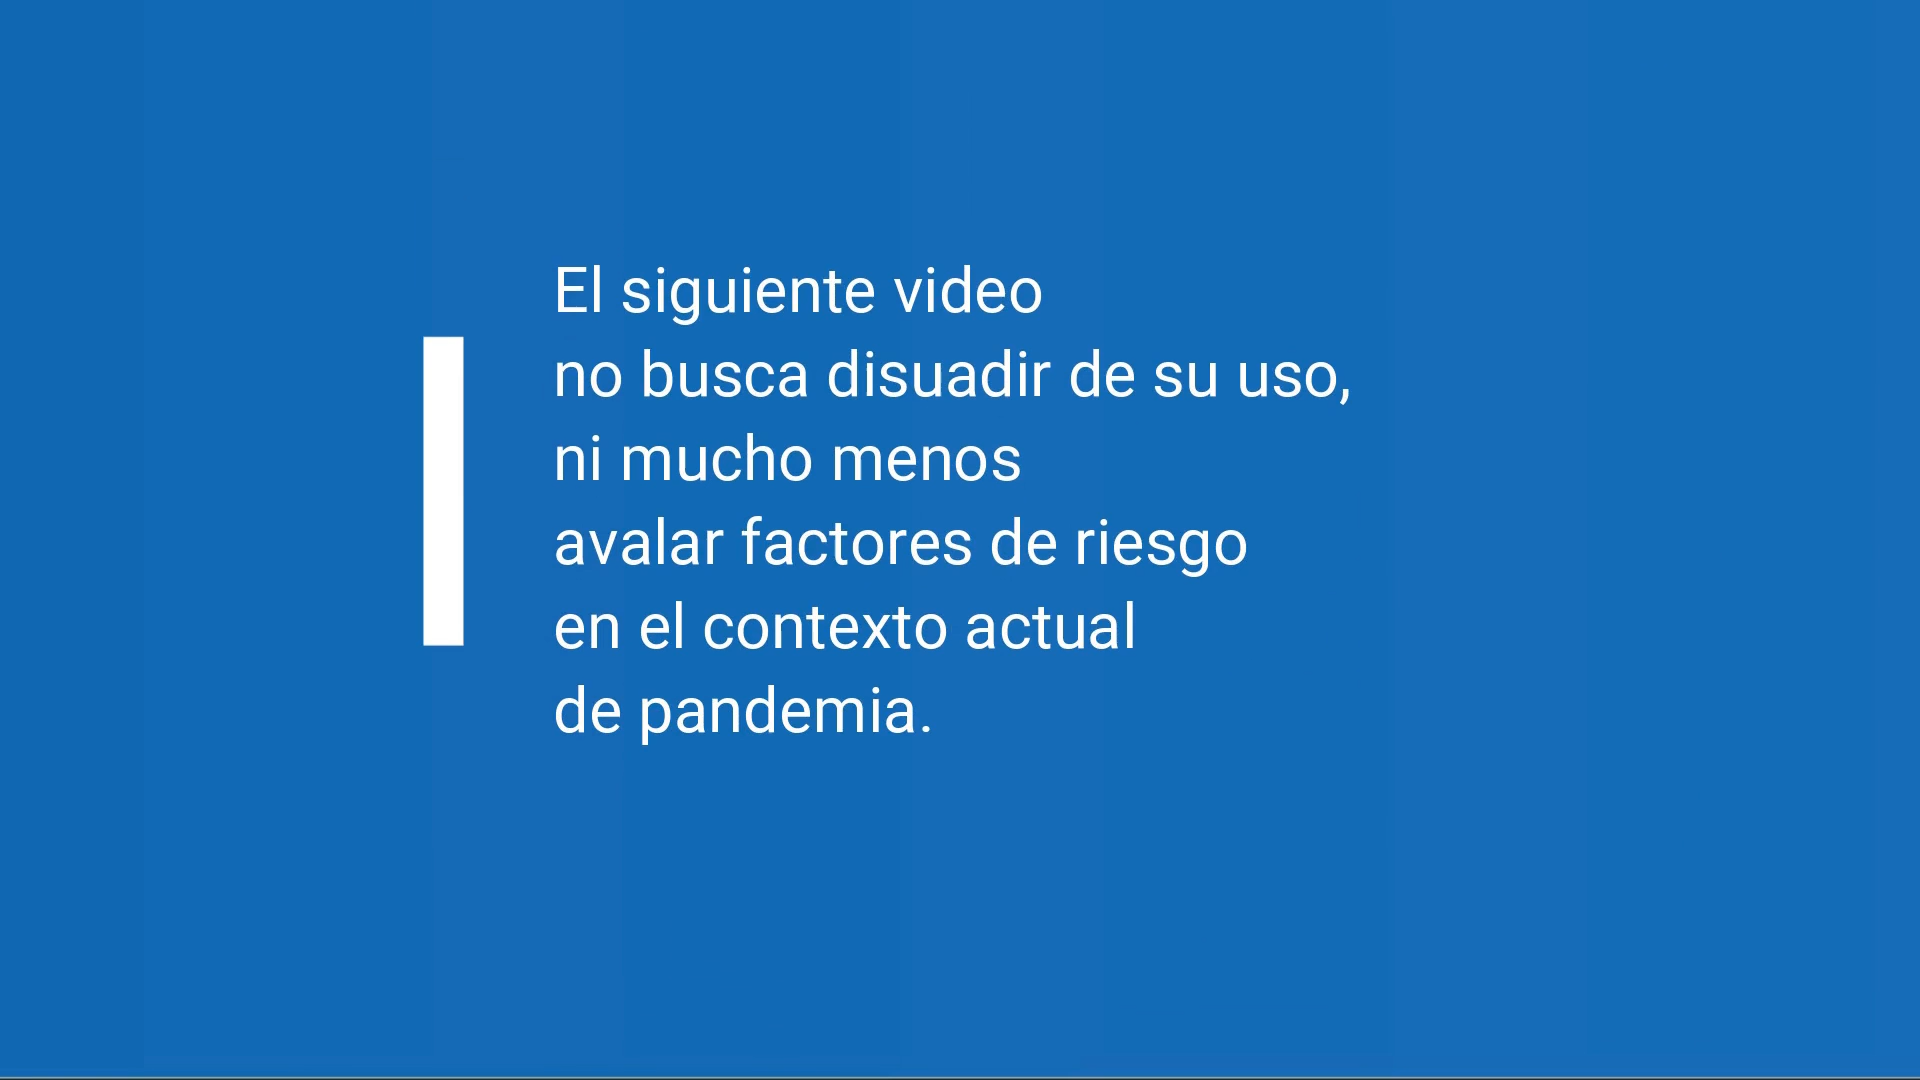 El siguiente video
no busca disuadir de su uso,
ni mucho menos
avalar factores de riesgo
en el contexto actual
de pandemia.